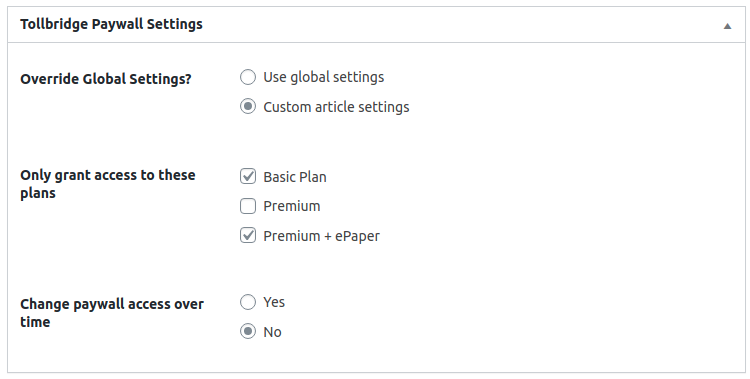 Tollbridge Paywall Settings
Override Global Settings?
Use global settings
Custom article settings
Only grant access to these
plans
Basic Plan
Premium
Premium + ePaper
Change paywall access over
time
Yes
No